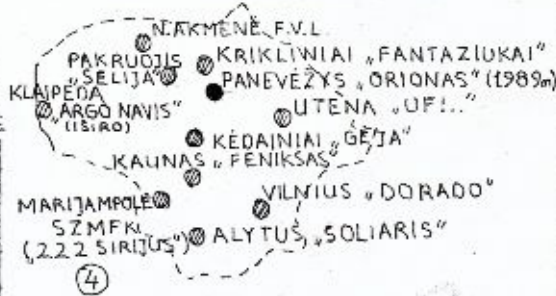 N.AKMENĖ F.V.L.
PAKRUOJIS
„SĖLIJA"
KRIKLINIAI „FANTAZIUKAI"
PANEVĖŽYS „ORIONAS" (1989m)
KLAIPĖDA
„ARGO NAVIS"
(IŠIRO)
UTENA „UF!.."
KĖDAINIAI „GĖJA"
KAUNAS „FENIKSAS"
MARIJAMPOLĖ
SZMFKL
(„222 SIRIJUS")
VILNIUS „DORADO"
ALYTUS „SOLIARIS"
4